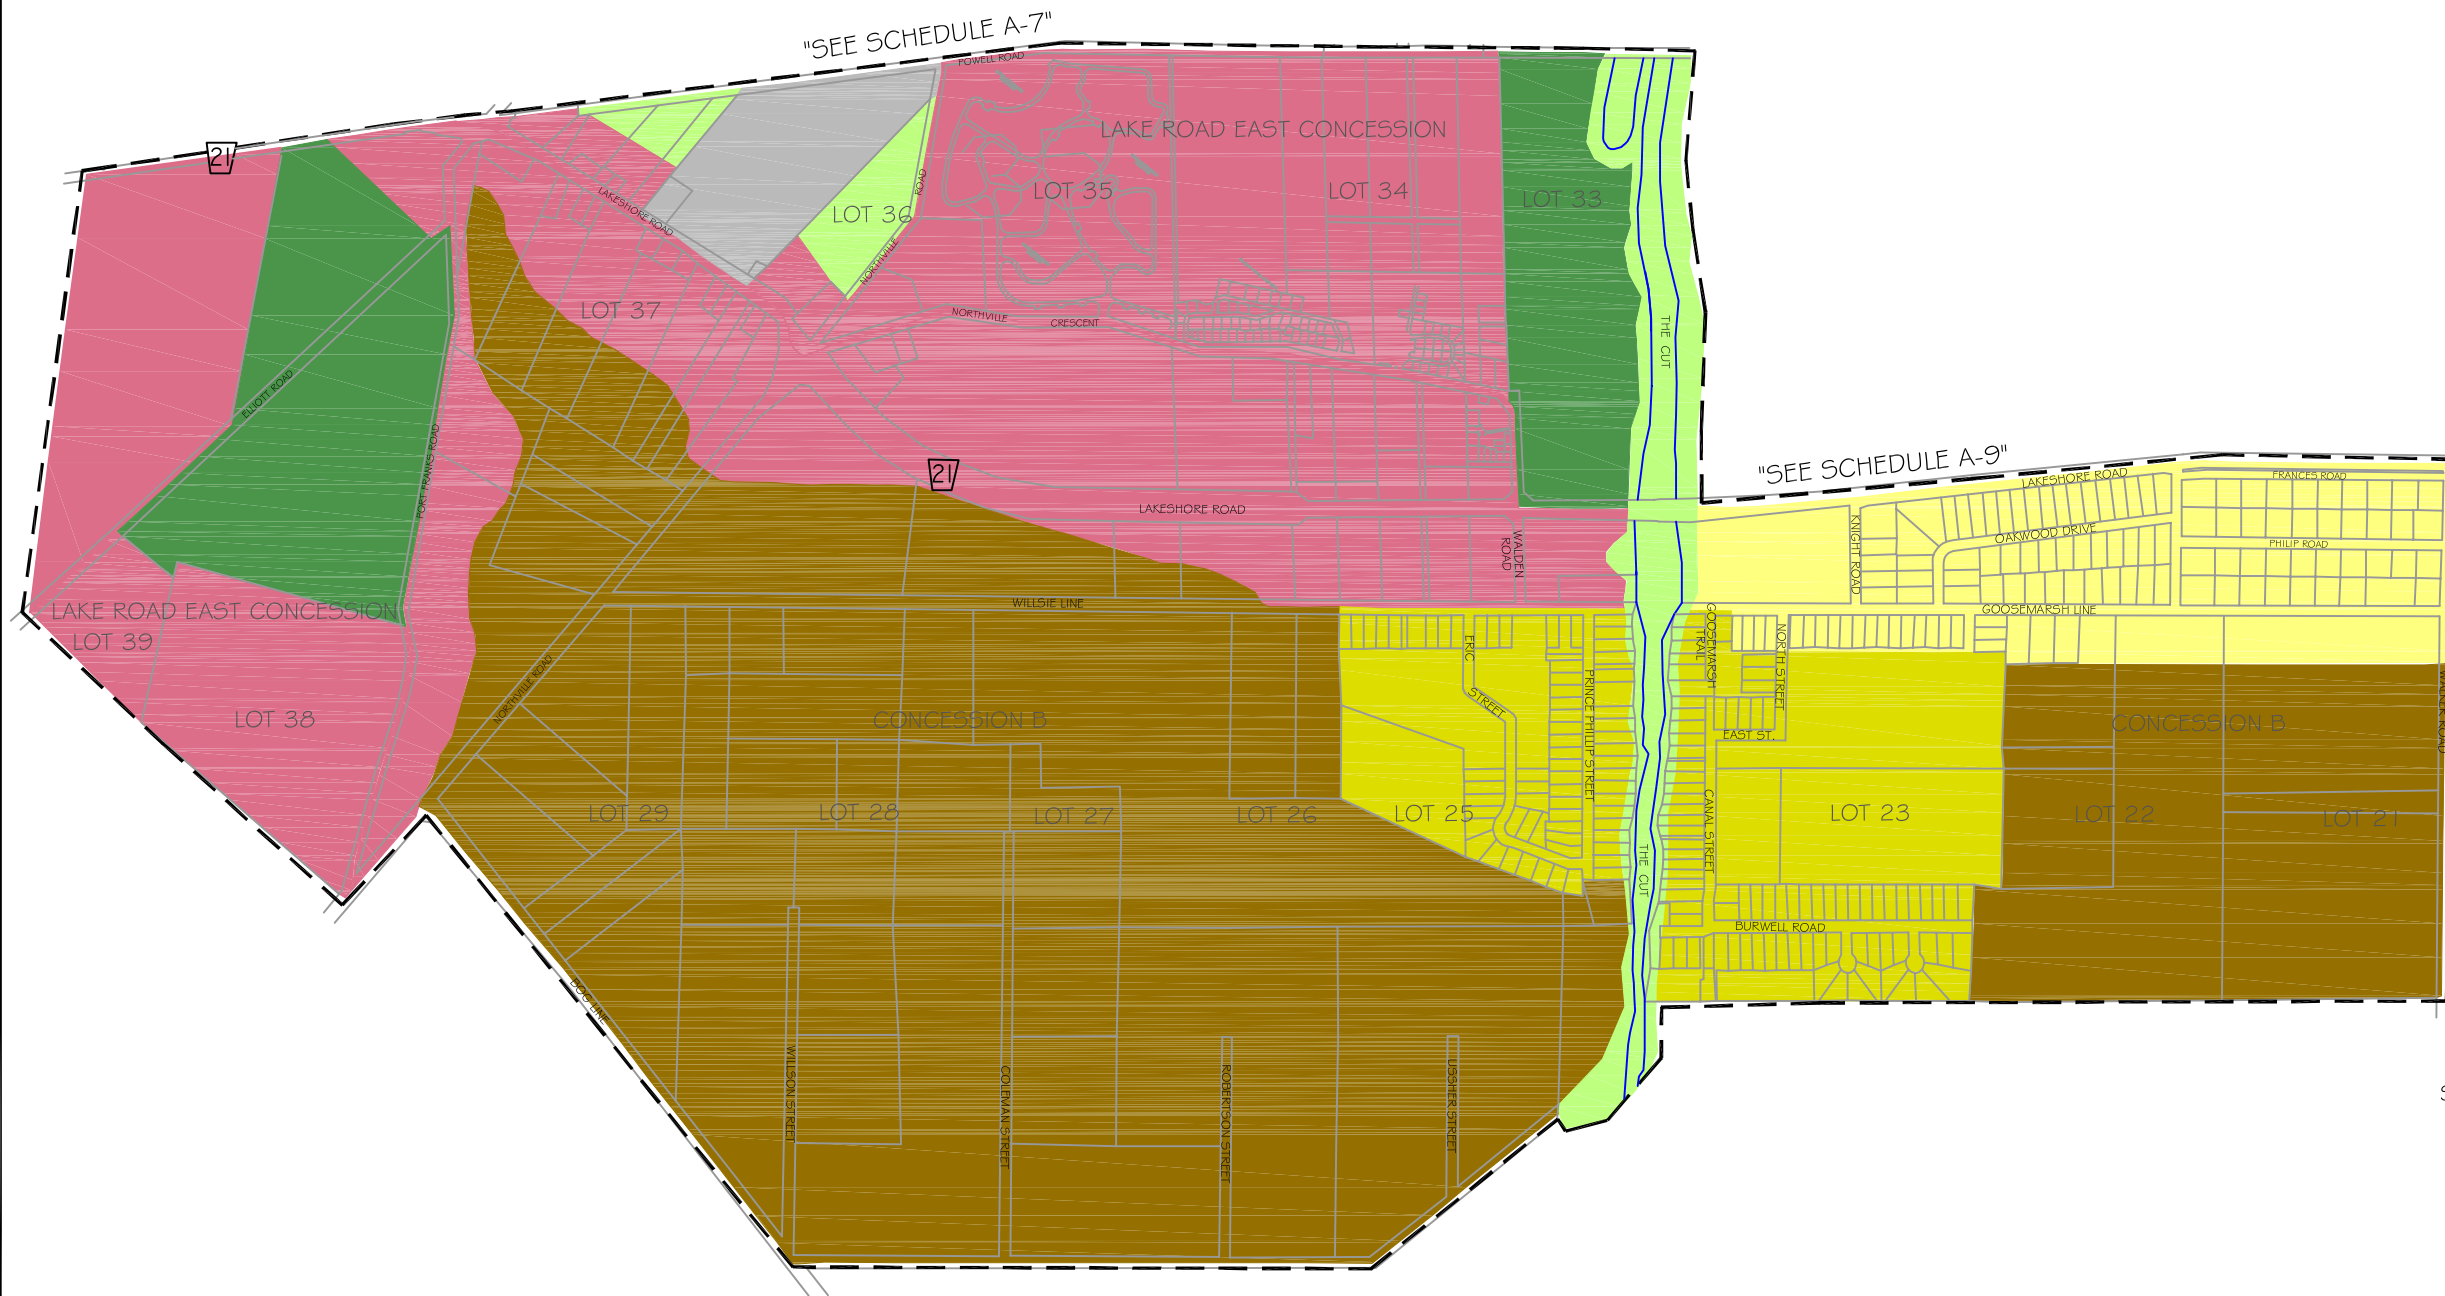 "SEE SCHEDULE A-7"
POWELL ROAD
LAKE ROAD EAST CONCESSION
21
LOT 35
LOT 34
LOT 33
LAKESHORE ROAD
LOT 36
NORTHVILLE
ROAD
LOT 37
NORTHVILLE
CRESCENT
THE CUT
ELLIOTT ROAD
PORT FRANKS ROAD
21
"SEE SCHEDULE A-9"
LAKESHORE ROAD
FRANCES ROAD
LAKESHORE ROAD
WALDEN
ROAD
KNIGHT ROAD
OAKWOOD DRIVE
PHILIP ROAD
LAKE ROAD EAST CONCESSION
LOT 39
WILLSIE LINE
GOOSEMARSH LINE
GOOSEMARSH
TRAIL
NORTH STREET
ERIC
STREET
PRINCE PHILLIP STREET
NORTHVILLE ROAD
LOT 38
CONCESSION B
EAST ST.
CONCESSION B
WALKER ROAD
LOT 29
LOT 28
LOT 27
LOT 26
LOT 25
CANAL STREET
LOT 23
LOT 22
LOT 21
THE CUT
BURWELL ROAD
BOG LINE
WILLSON STREET
COLEMAN STREET
ROBERTSON STREET
USSHER STREET